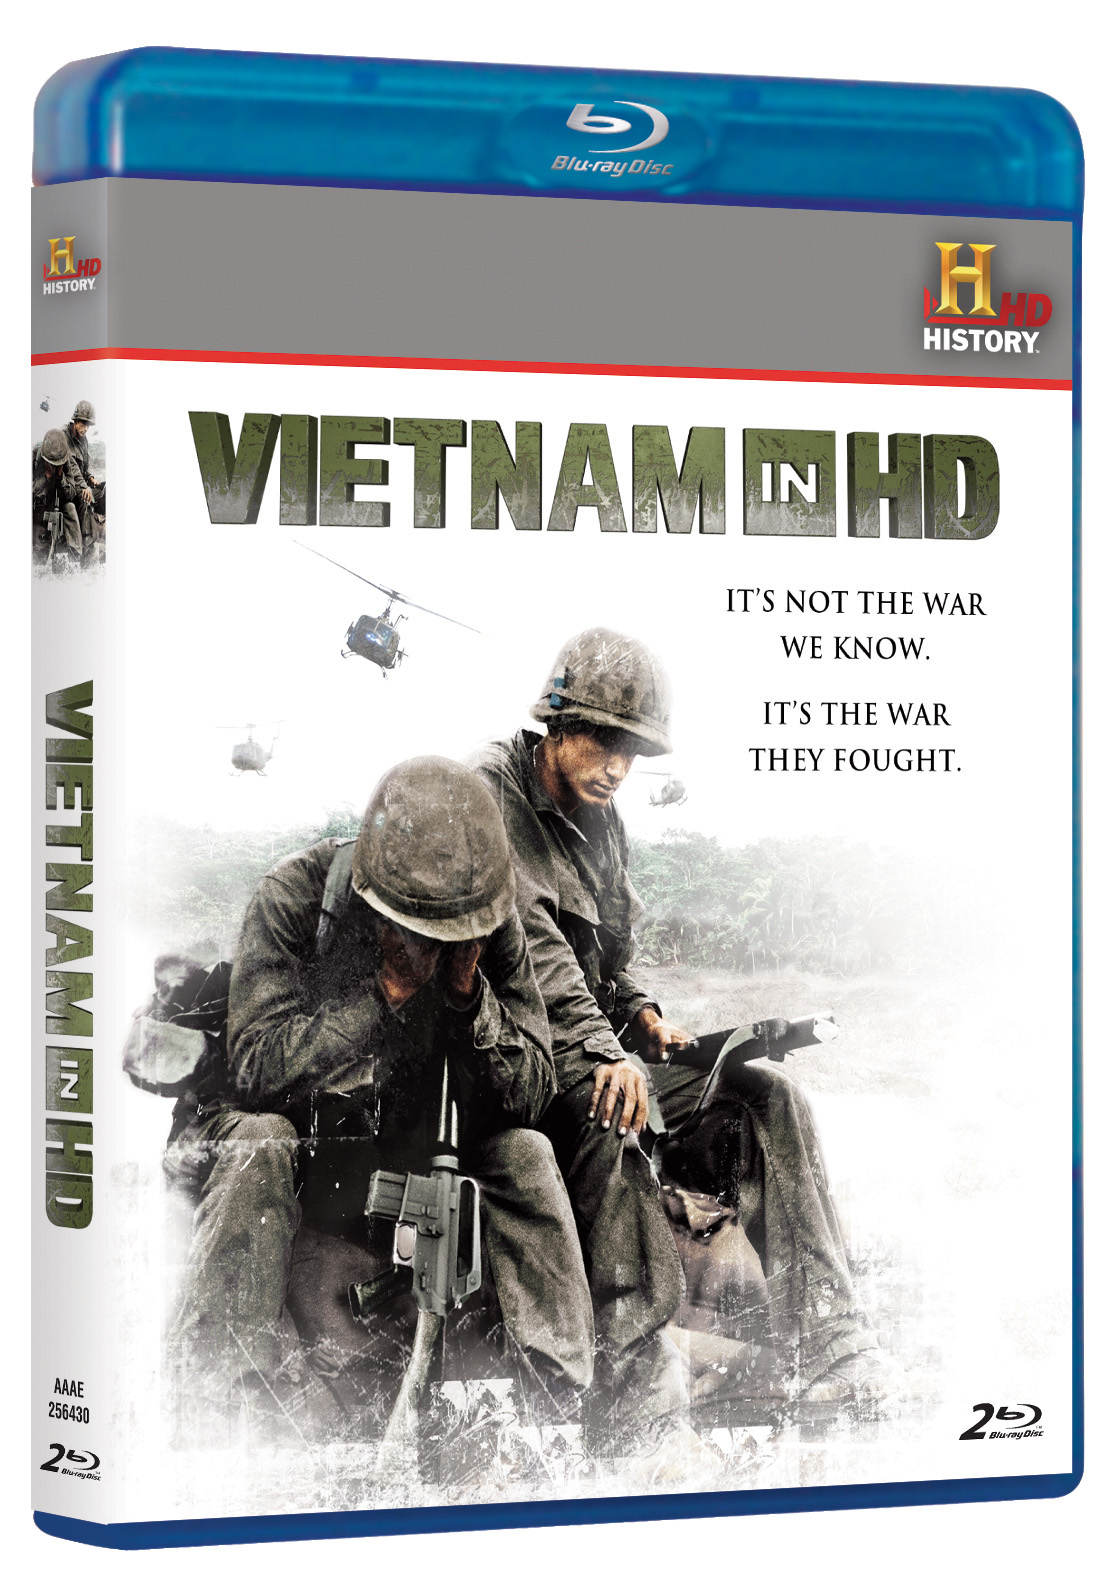 Blu-ray Disc
H HD
HISTORY
VIETNAM IN HD
IT'S NOT THE WAR
WE KNOW.
IT'S THE WAR
THEY FOUGHT.
2 Blu-ray Disc
H HD
HISTORY
VIETNAM IN HD
AAAE
256430
2 Blu-ray Disc